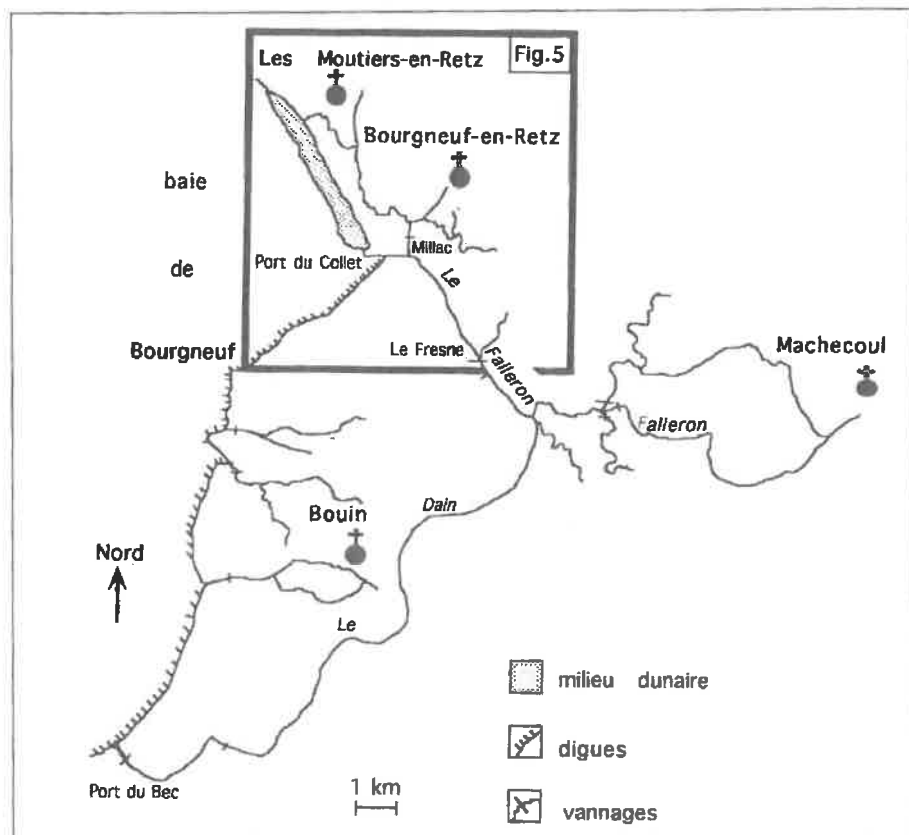 Les Moutiers-en-Retz
Fig.5
Bourgneuf-en-Retz
baie
de
Bourgneuf
Port du Collet
Millac
Le
Falleron
Le Fresne
Machecoul
Falleron
Dain
Le
Bouin
Nord
Port du Bec
1 km
milieu dunaire
digues
vannages